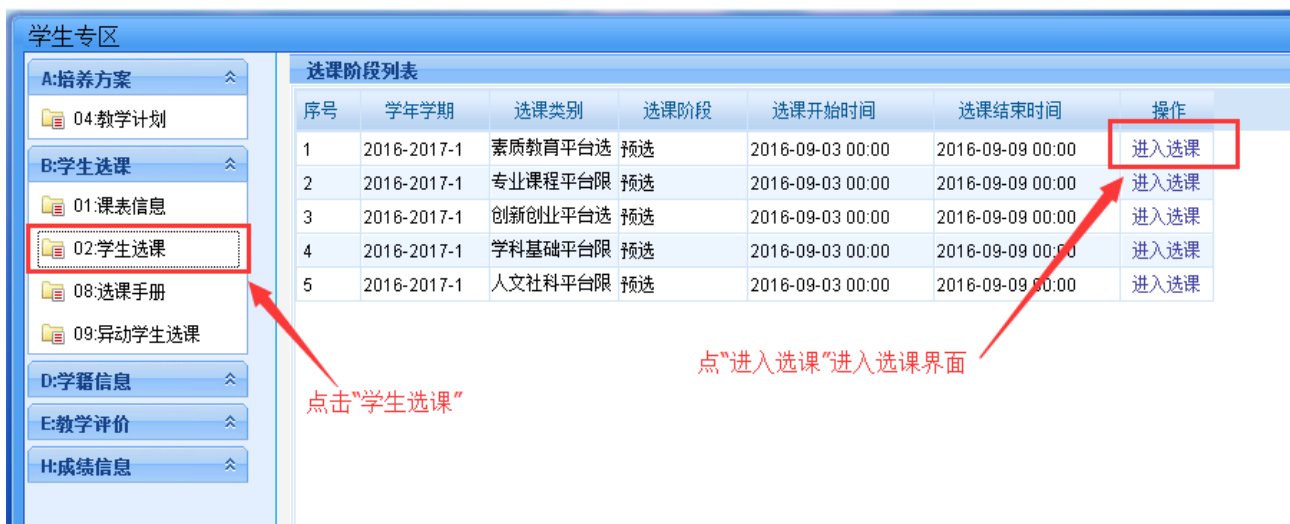 学生专区
A:培养方案
04:教学计划
B:学生选课
01:课表信息
02:学生选课
08:选课手册
09:异动学生选课
D:学籍信息
E:教学评价
H:成绩信息
选课阶段列表
序号 学年学期 选课类别 选课阶段 选课开始时间 选课结束时间 操作
1 2016-2017-1 素质教育平台选 预选 2016-09-03 00:00 2016-09-09 00:00 进入选课
2 2016-2017-1 专业课程平台限 预选 2016-09-03 00:00 2016-09-09 00:00 进入选课
3 2016-2017-1 创新创业平台选 预选 2016-09-03 00:00 2016-09-09 00:00 进入选课
4 2016-2017-1 学科基础平台限 预选 2016-09-03 00:00 2016-09-09 00:00 进入选课
5 2016-2017-1 人文社科平台限 预选 2016-09-03 00:00 2016-09-09 00:00 进入选课
点"进入选课"进入选课界面
点击"学生选课"